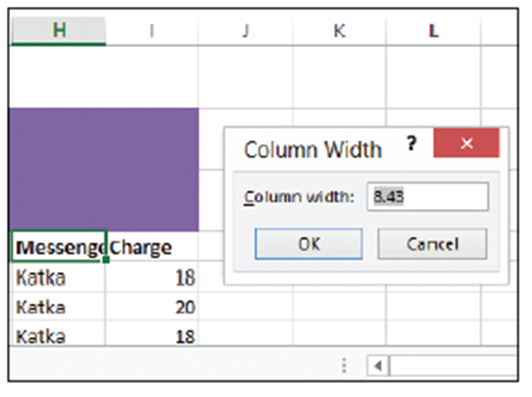 H I J K L
Column Width ? ×
Column width: 8.43
OK Cancel
Messenge Charge
Katka 18
Katka 20
Katka 18